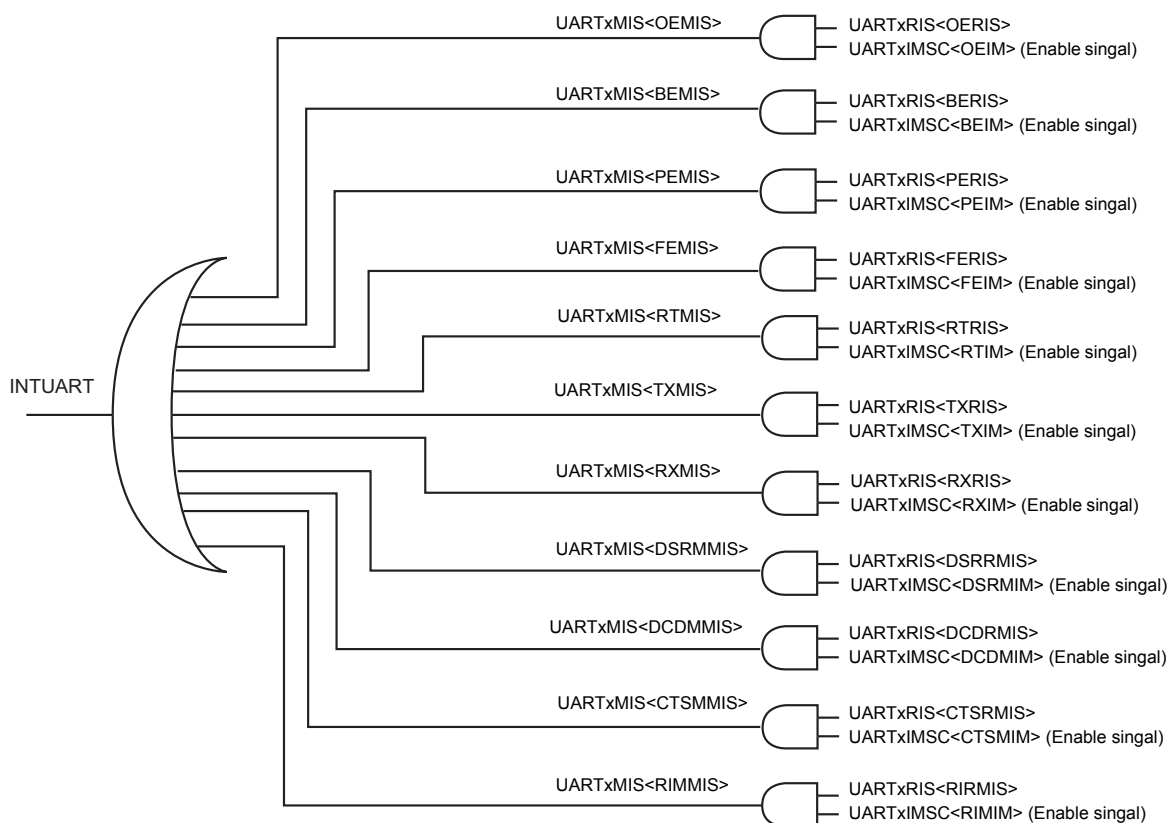 UARTxMIS<OEMIS>
UARTxRIS<OERIS>
UARTxIMSC<OEIM> (Enable singal)
UARTxMIS<BEMIS>
UARTxRIS<BERIS>
UARTxIMSC<BEIM> (Enable singal)
UARTxMIS<PEMIS>
UARTxRIS<PERIS>
UARTxIMSC<PEIM> (Enable singal)
UARTxMIS<FEMIS>
UARTxRIS<FERIS>
UARTxIMSC<FEIM> (Enable singal)
UARTxMIS<RTMIS>
UARTxRIS<RTRIS>
UARTxIMSC<RTIM> (Enable singal)
INTUART
UARTxMIS<TXMIS>
UARTxRIS<TXRIS>
UARTxIMSC<TXIM> (Enable singal)
UARTxMIS<RXMIS>
UARTxRIS<RXRIS>
UARTxIMSC<RXIM> (Enable singal)
UARTxMIS<DSRMMIS>
UARTxRIS<DSRRMIS>
UARTxIMSC<DSRMIM> (Enable singal)
UARTxMIS<DCDMMIS>
UARTxRIS<DCDRMIS>
UARTxIMSC<DCDMIM> (Enable singal)
UARTxMIS<CTSMMIS>
UARTxRIS<CTSRMIS>
UARTxIMSC<CTSMIM> (Enable singal)
UARTxMIS<RIMMIS>
UARTxRIS<RIRMIS>
UARTxIMSC<RIMIM> (Enable singal)